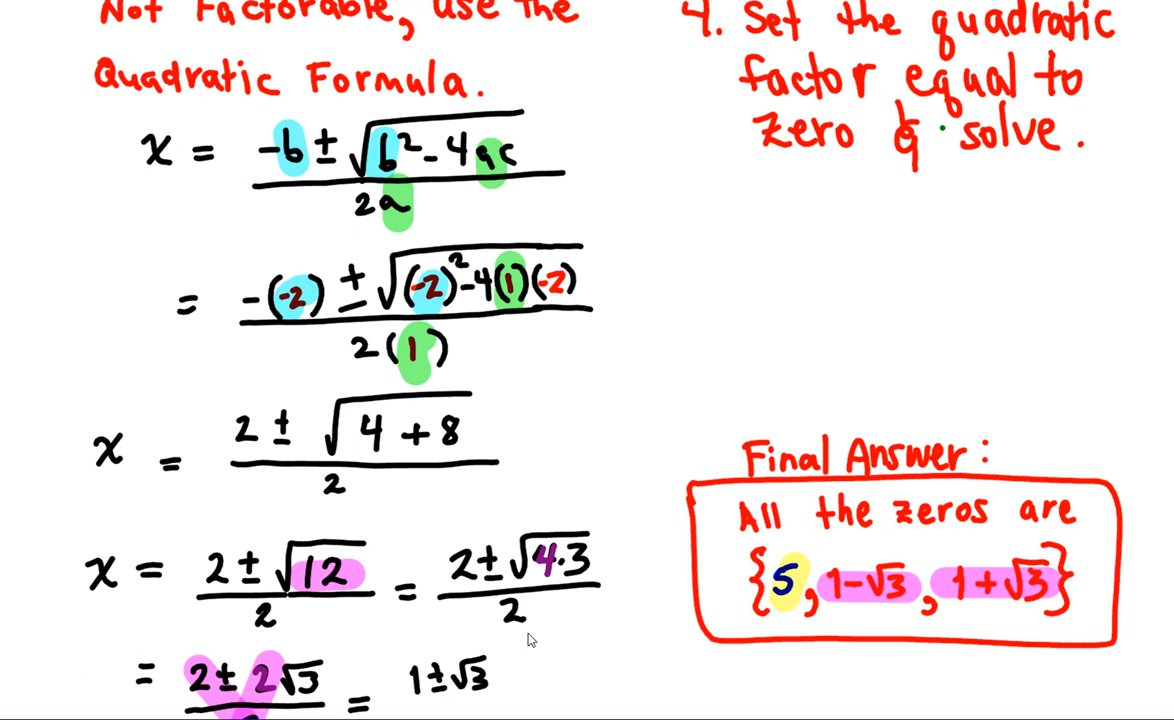 Not Factorable, use the
Quadratic Formula.
x = (-b ± √(b² - 4ac)) / 2a
= (-(-2) ± √((-2)² - 4(1)(-2))) / 2(1)
x = (2 ± √(4 + 8)) / 2
x = (2 ± √12) / 2 = (2 ± √(4·3)) / 2
= 2 ± 2√3 = 1 ± √3
4. Set the quadratic
factor equal to
zero & solve.
Final Answer:
All the zeros are
{5, 1-√3, 1+√3}